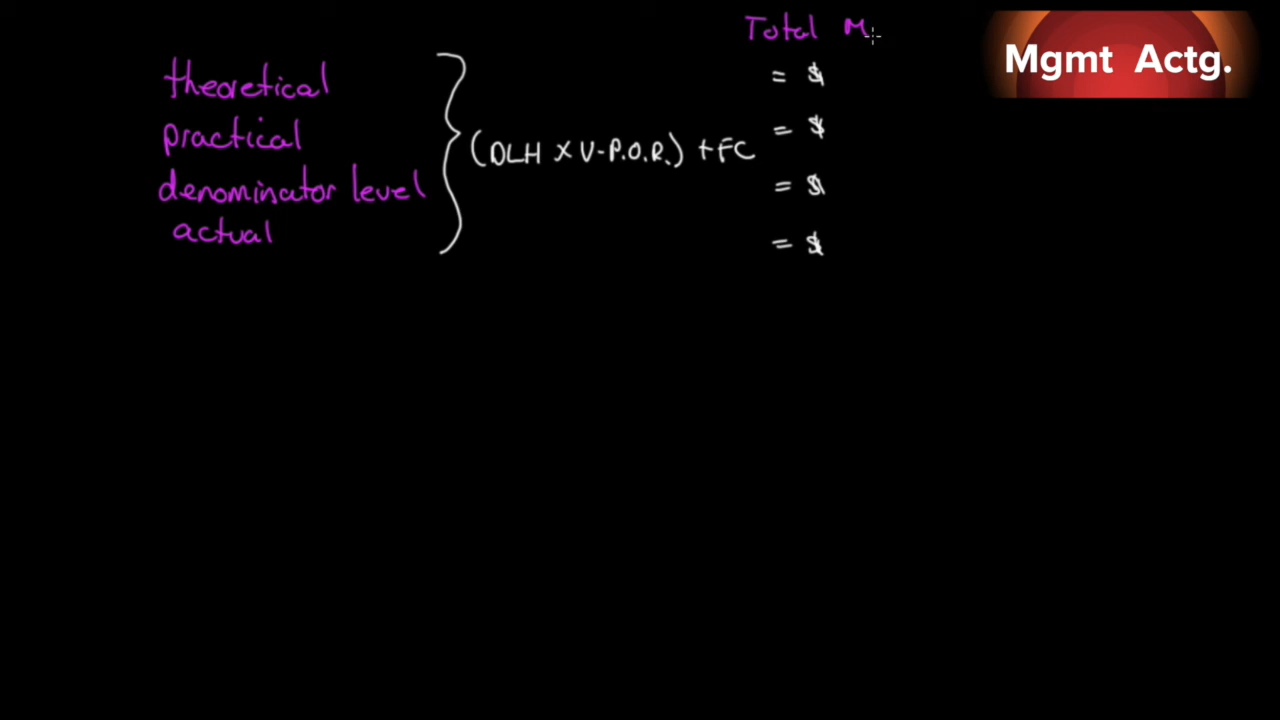 Total M
Mgmt Actg.
theoretical
= $
practical
= $
(DLH X V-P.O.R.) + FC
denominator level
= $
actual
= $